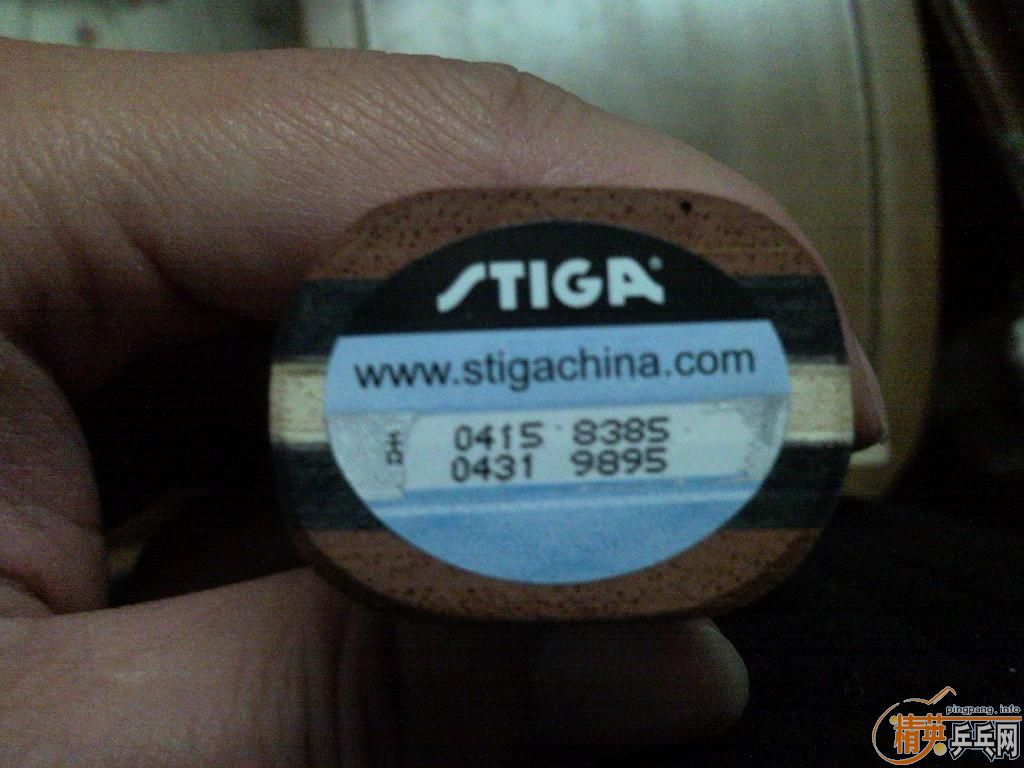 STIGA®
www.stigachina.com
0415 8385
0431 9895
pingpang.info
精英乒乓网